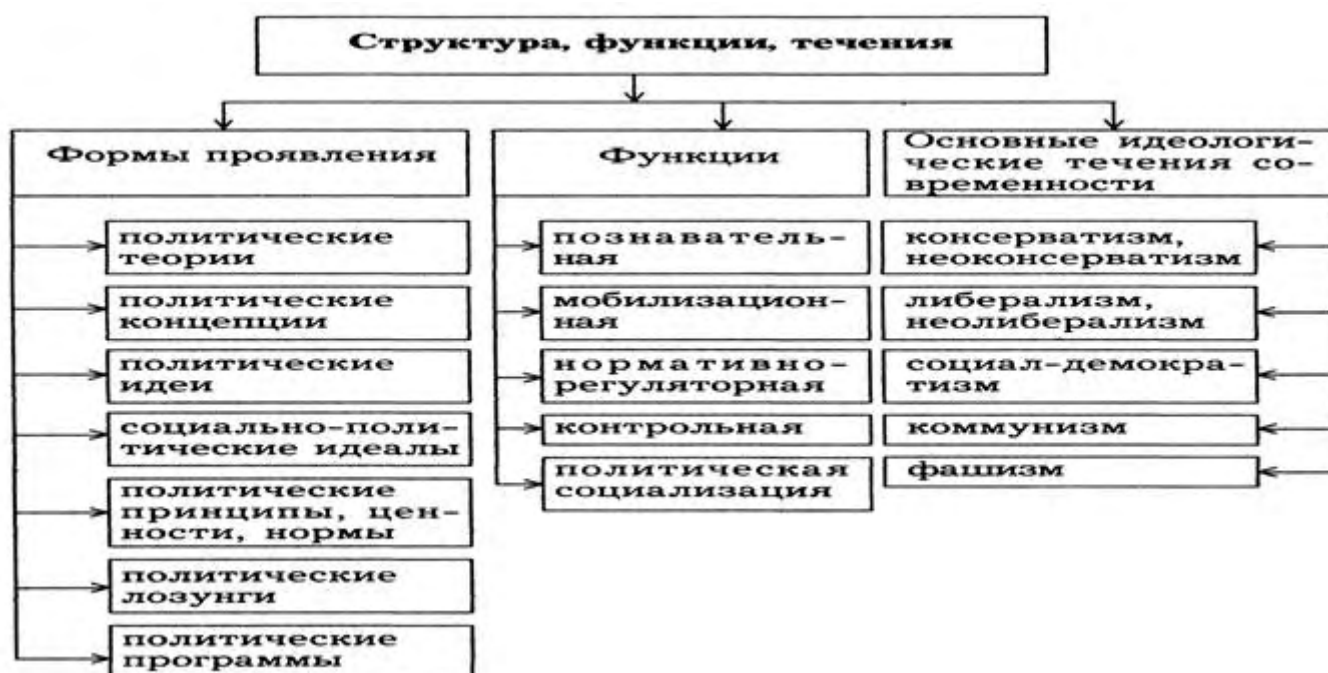 Структура, функции, течения
Формы проявления
политические
теории
политические
концепции
политические
идеи
социально-поли-
тические идеалы
политические
принципы, цен-
ности, нормы
политические
лозунги
политические
программы
Функции
познаватель-
ная
мобилизацион-
ная
нормативно-
регуляторная
контрольная
политическая
социализация
Основные идеологи-
ческие течения со-
временности
консерватизм,
неоконсерватизм
либерализм,
неолиберализм
социал-демокра-
тизм
коммунизм
фашизм